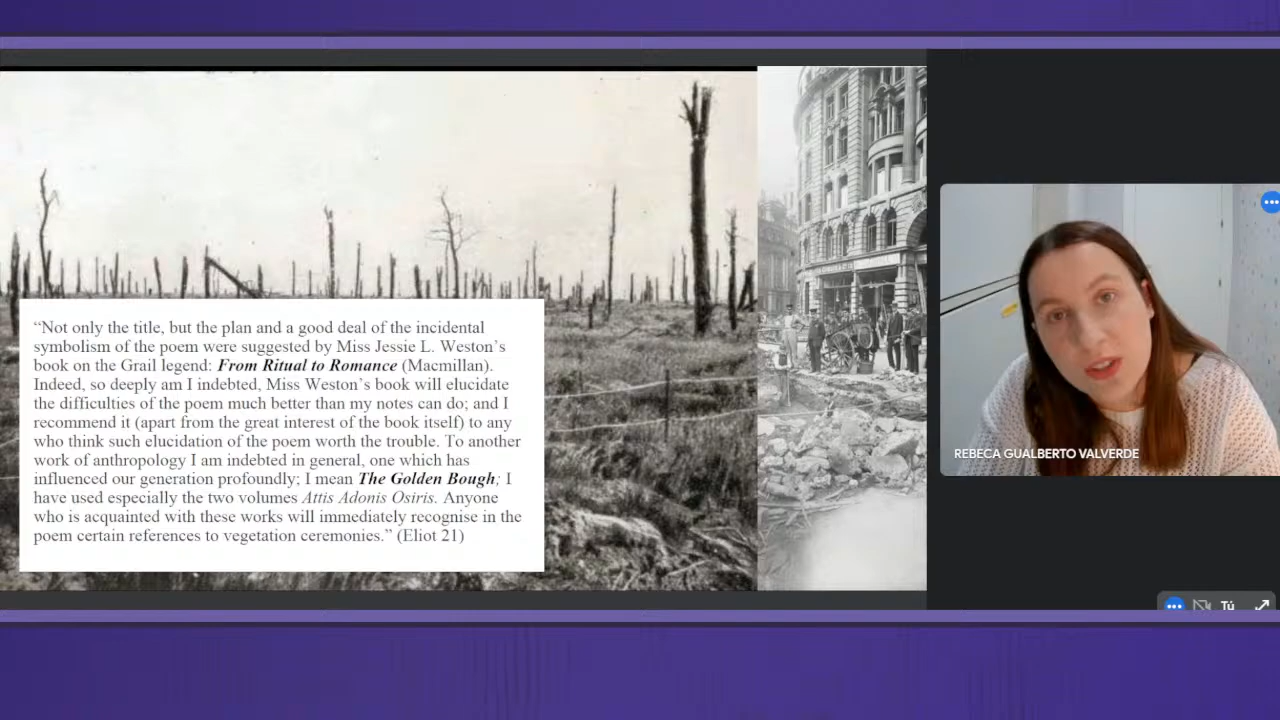 “Not only the title, but the plan and a good deal of the incidental
symbolism of the poem were suggested by Miss Jessie L. Weston’s
book on the Grail legend: From Ritual to Romance (Macmillan).
Indeed, so deeply am I indebted, Miss Weston’s book will elucidate
the difficulties of the poem much better than my notes can do; and I
recommend it (apart from the great interest of the book itself) to any
who think such elucidation of the poem worth the trouble. To another
work of anthropology I am indebted in general, one which has
influenced our generation profoundly; I mean The Golden Bough; I
have used especially the two volumes Attis Adonis Osiris. Anyone
who is acquainted with these works will immediately recognise in the
poem certain references to vegetation ceremonies.” (Eliot 21)
REBECA GUALBERTO VALVERDE
Tú